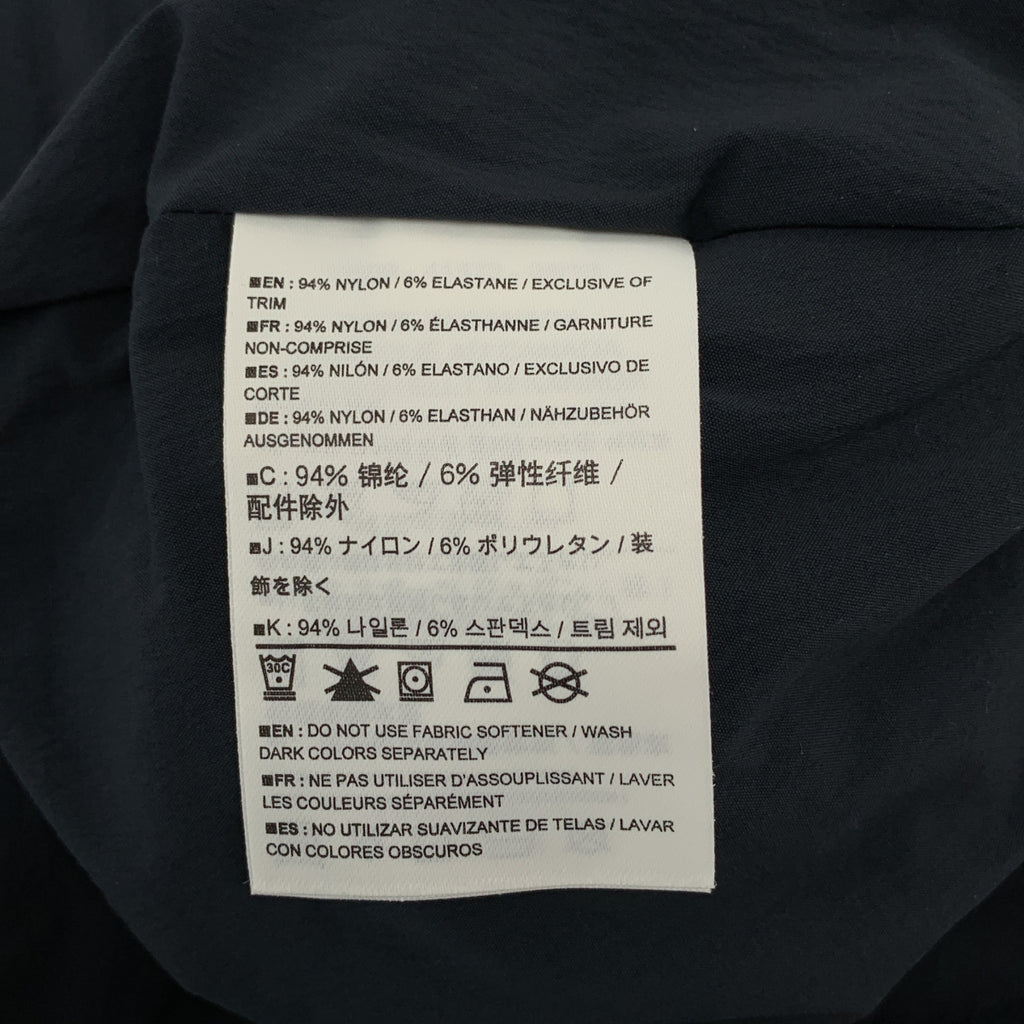 EN : 94% NYLON / 6% ELASTANE / EXCLUSIVE OF
TRIM
FR : 94% NYLON / 6% ÉLASTHANNE / GARNITURE
NON-COMPRISE
ES : 94% NILÓN / 6% ELASTANO / EXCLUSIVO DE
CORTE
DE : 94% NYLON / 6% ELASTHAN / NÄHZUBEHÖR
AUSGENOMMEN
C : 94% 锦纶 / 6% 弹性纤维 /
配件除外
J : 94% ナイロン / 6% ポリウレタン / 装
飾を除く
K : 94% 나일론 / 6% 스판덱스 / 트림 제외
30C
EN : DO NOT USE FABRIC SOFTENER / WASH
DARK COLORS SEPARATELY
FR : NE PAS UTILISER D'ASSOUPLISSANT / LAVER
LES COULEURS SÉPARÉMENT
ES : NO UTILIZAR SUAVIZANTE DE TELAS / LAVAR
CON COLORES OBSCUROS